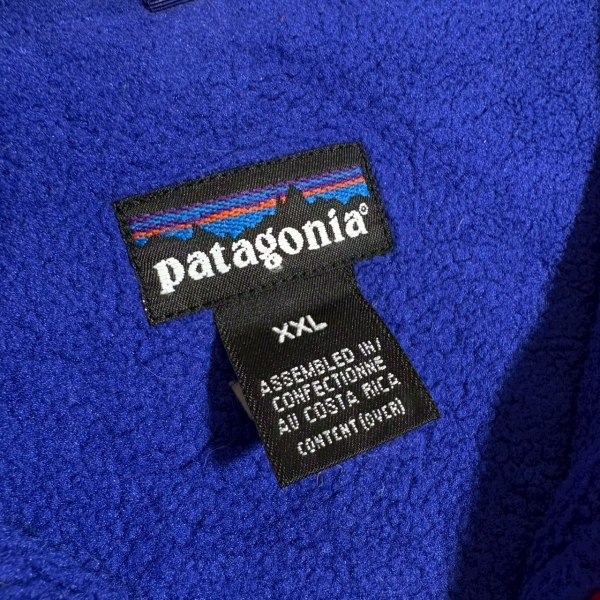 patagonia®
XXL
ASSEMBLED IN/
CONFECTIONNE
AU COSTA RICA
CONTENT (OVER)